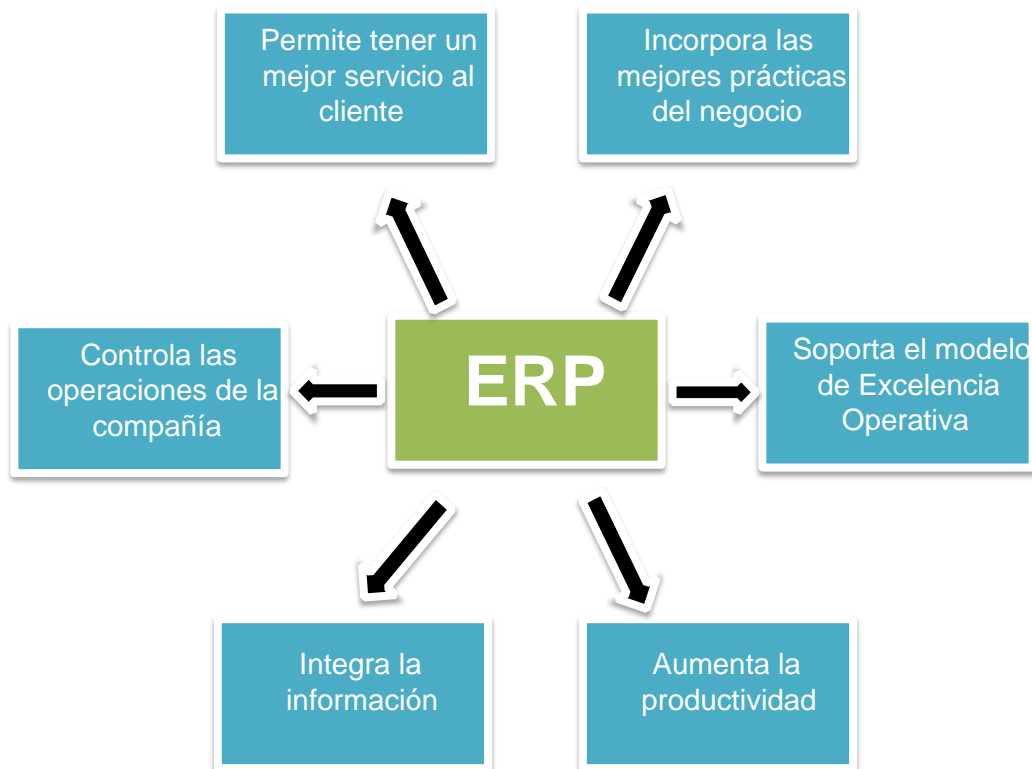 Permite tener un
mejor servicio al
cliente
Incorpora las
mejores prácticas
del negocio
Controla las
operaciones de la
compañía
ERP
Soporta el modelo
de Excelencia
Operativa
Integra la
información
Aumenta la
productividad